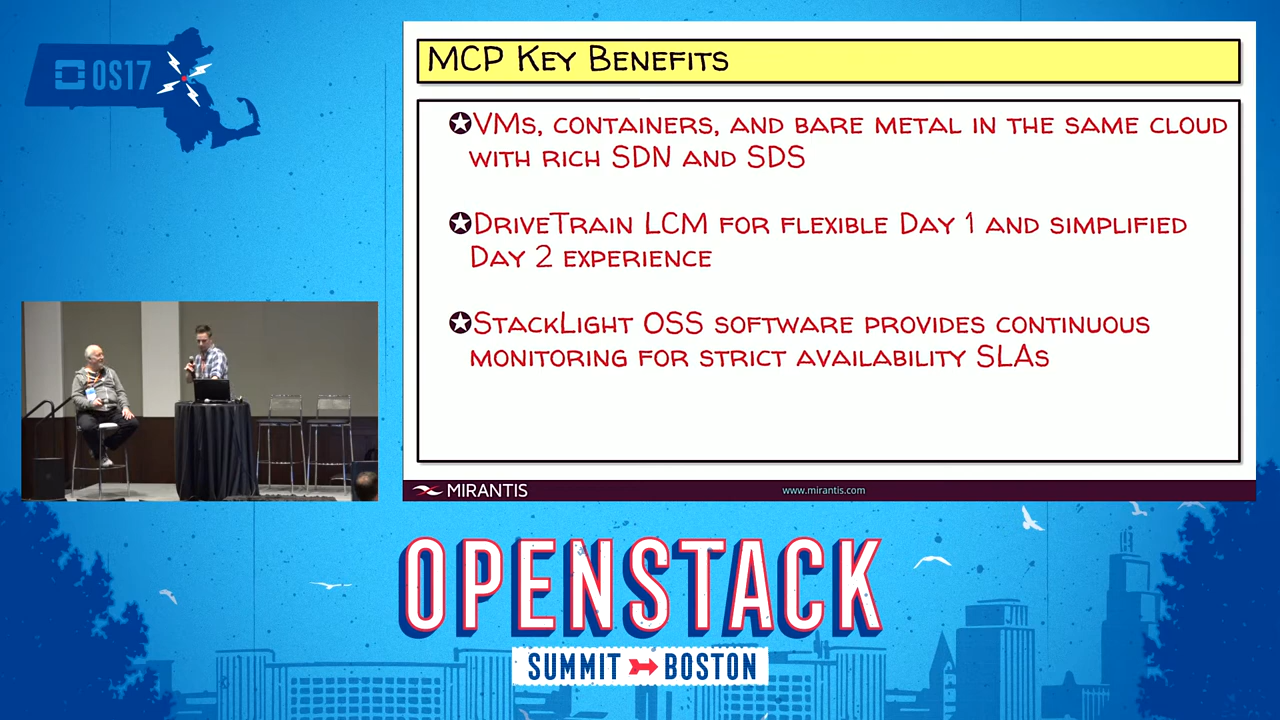 OS17
MCP Key Benefits
VMs, containers, and bare metal in the same cloud
with rich SDN and SDS
DriveTrain LCM for flexible Day 1 and simplified
Day 2 experience
StackLight OSS software provides continuous
monitoring for strict availability SLAs
MIRANTIS
www.mirantis.com
OPENSTACK
SUMMIT BOSTON